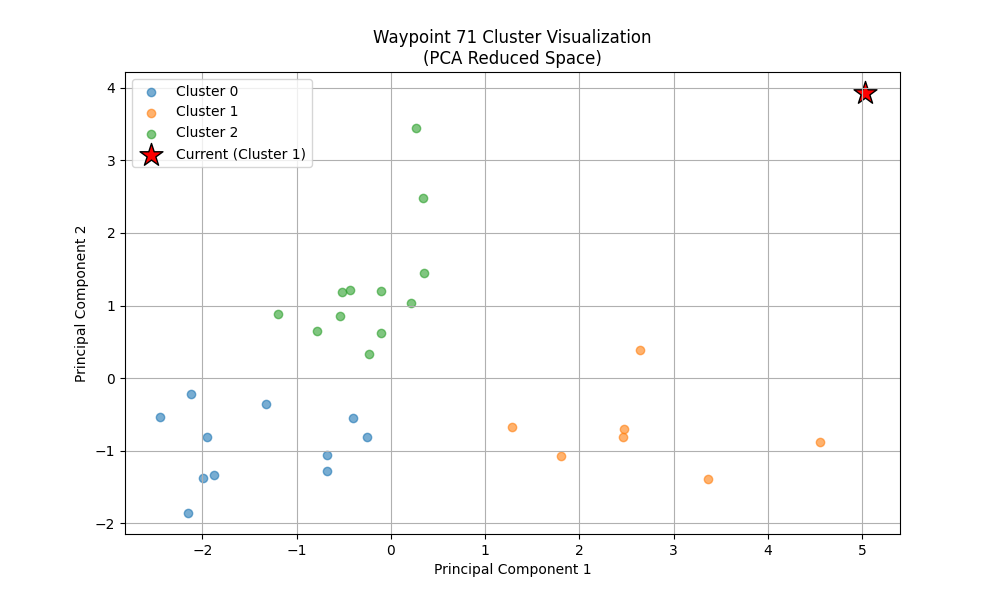 Waypoint 71 Cluster Visualization
(PCA Reduced Space)
Cluster 0
Cluster 1
Cluster 2
Current (Cluster 1)
4
3
2
1
0
−1
−2
Principal Component 2
−2
−1
0
1
2
3
4
5
Principal Component 1